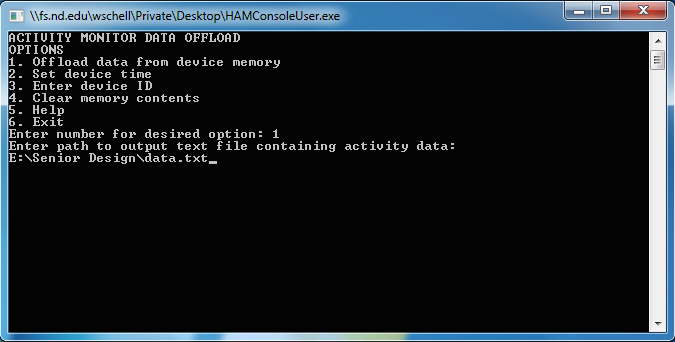 \\fs.nd.edu\wschell\Private\Desktop\HAMConsoleUser.exe
ACTIVITY MONITOR DATA OFFLOAD
OPTIONS
1. Offload data from device memory
2. Set device time
3. Enter device ID
4. Clear memory contents
5. Help
6. Exit
Enter number for desired option: 1
Enter path to output text file containing activity data:
E:\Senior Design\data.txt_